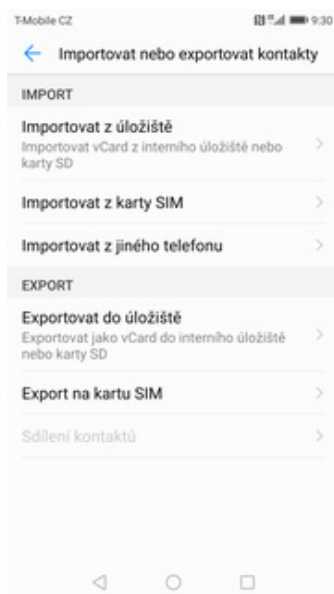 T-Mobile CZ 9:30
Importovat nebo exportovat kontakty
IMPORT
Importovat z úložiště
Importovat vCard z interního úložiště nebo
karty SD
Importovat z karty SIM
Importovat z jiného telefonu
EXPORT
Exportovat do úložiště
Exportovat jako vCard do interního úložiště
nebo karty SD
Export na kartu SIM
Sdílení kontaktů